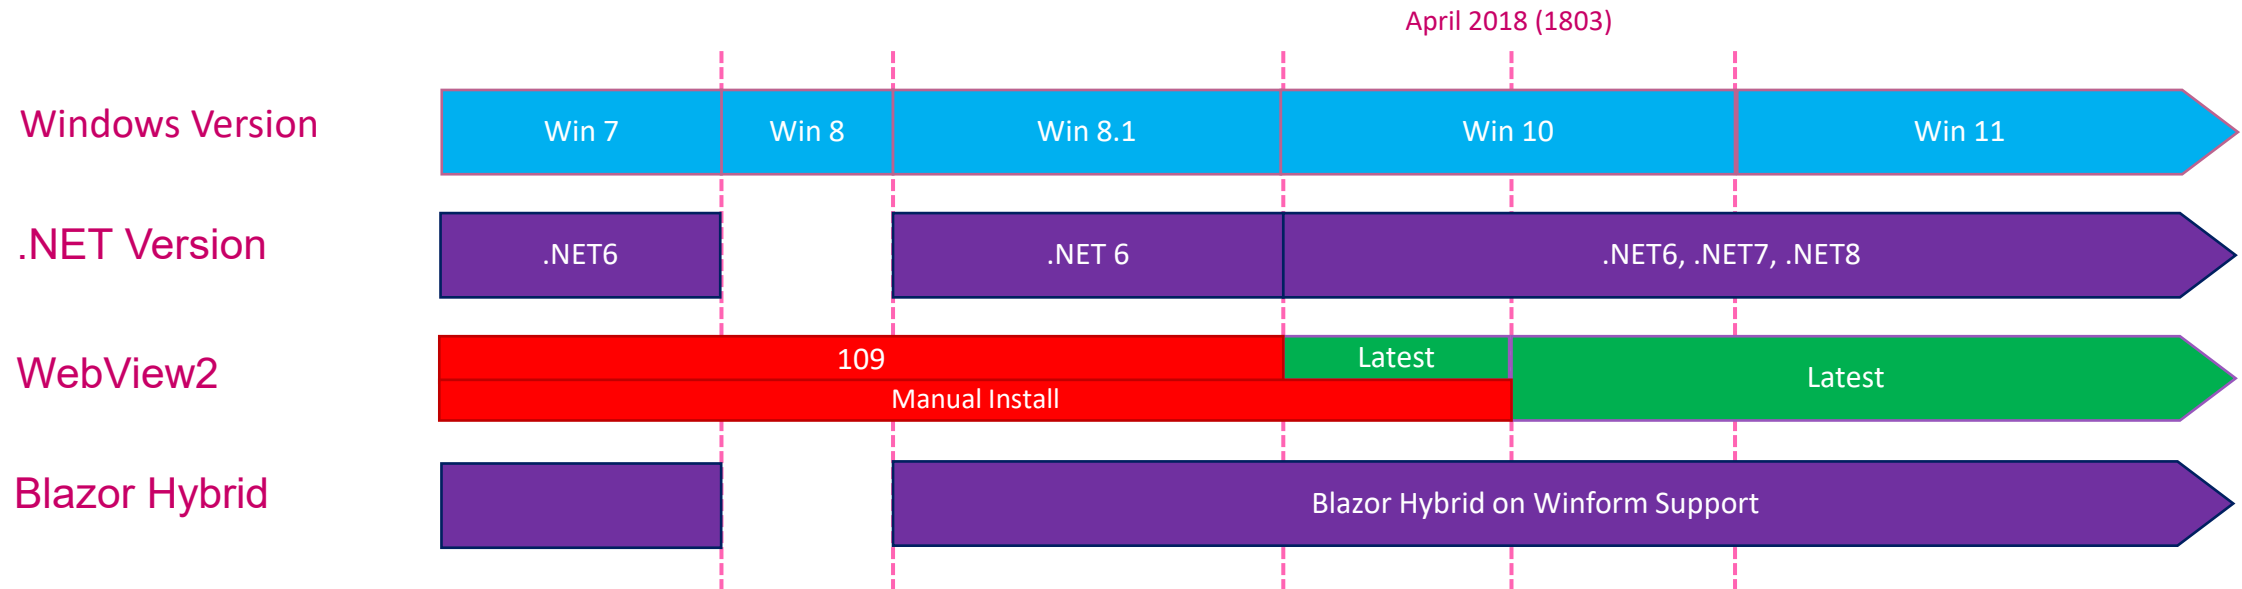 April 2018 (1803)
Windows Version
Win 7
Win 8
Win 8.1
Win 10
Win 11
.NET Version
.NET6
.NET 6
.NET6, .NET7, .NET8
WebView2
109
Latest
Manual Install
Latest
Blazor Hybrid
Blazor Hybrid on Winform Support